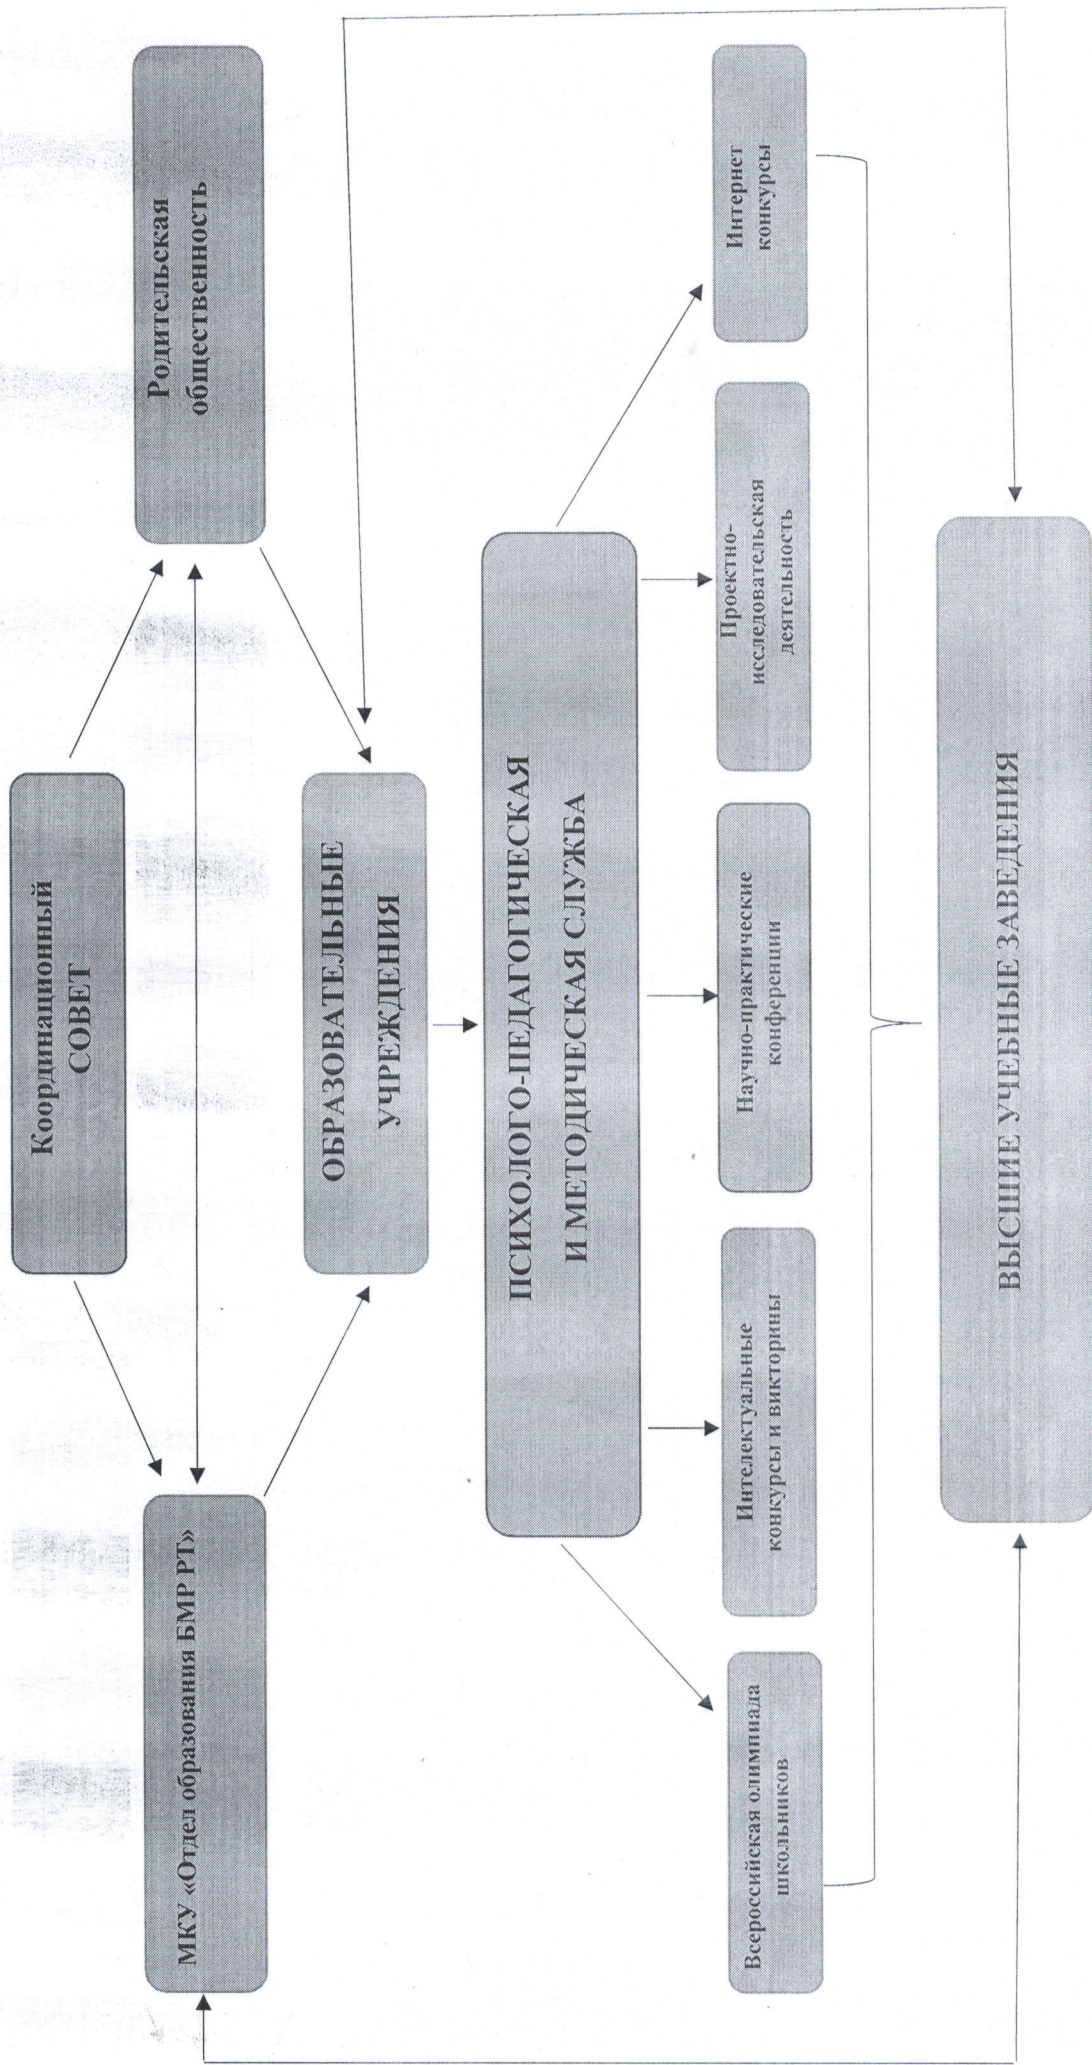 Координационный
СОВЕТ
МКУ «Отдел образования БМР РТ»
Родительская
общественность
ОБРАЗОВАТЕЛЬНЫЕ
УЧРЕЖДЕНИЯ
ПСИХОЛОГО-ПЕДАГОГИЧЕСКАЯ
И МЕТОДИЧЕСКАЯ СЛУЖБА
Всероссийская олимпиада
школьников
Интелектуальные
конкурсы и викторины
Научно-практические
конференции
Проектно-
исследовательская
деятельность
Интернет
конкурсы
ВЫСШИЕ УЧЕБНЫЕ ЗАВЕДЕНИЯ